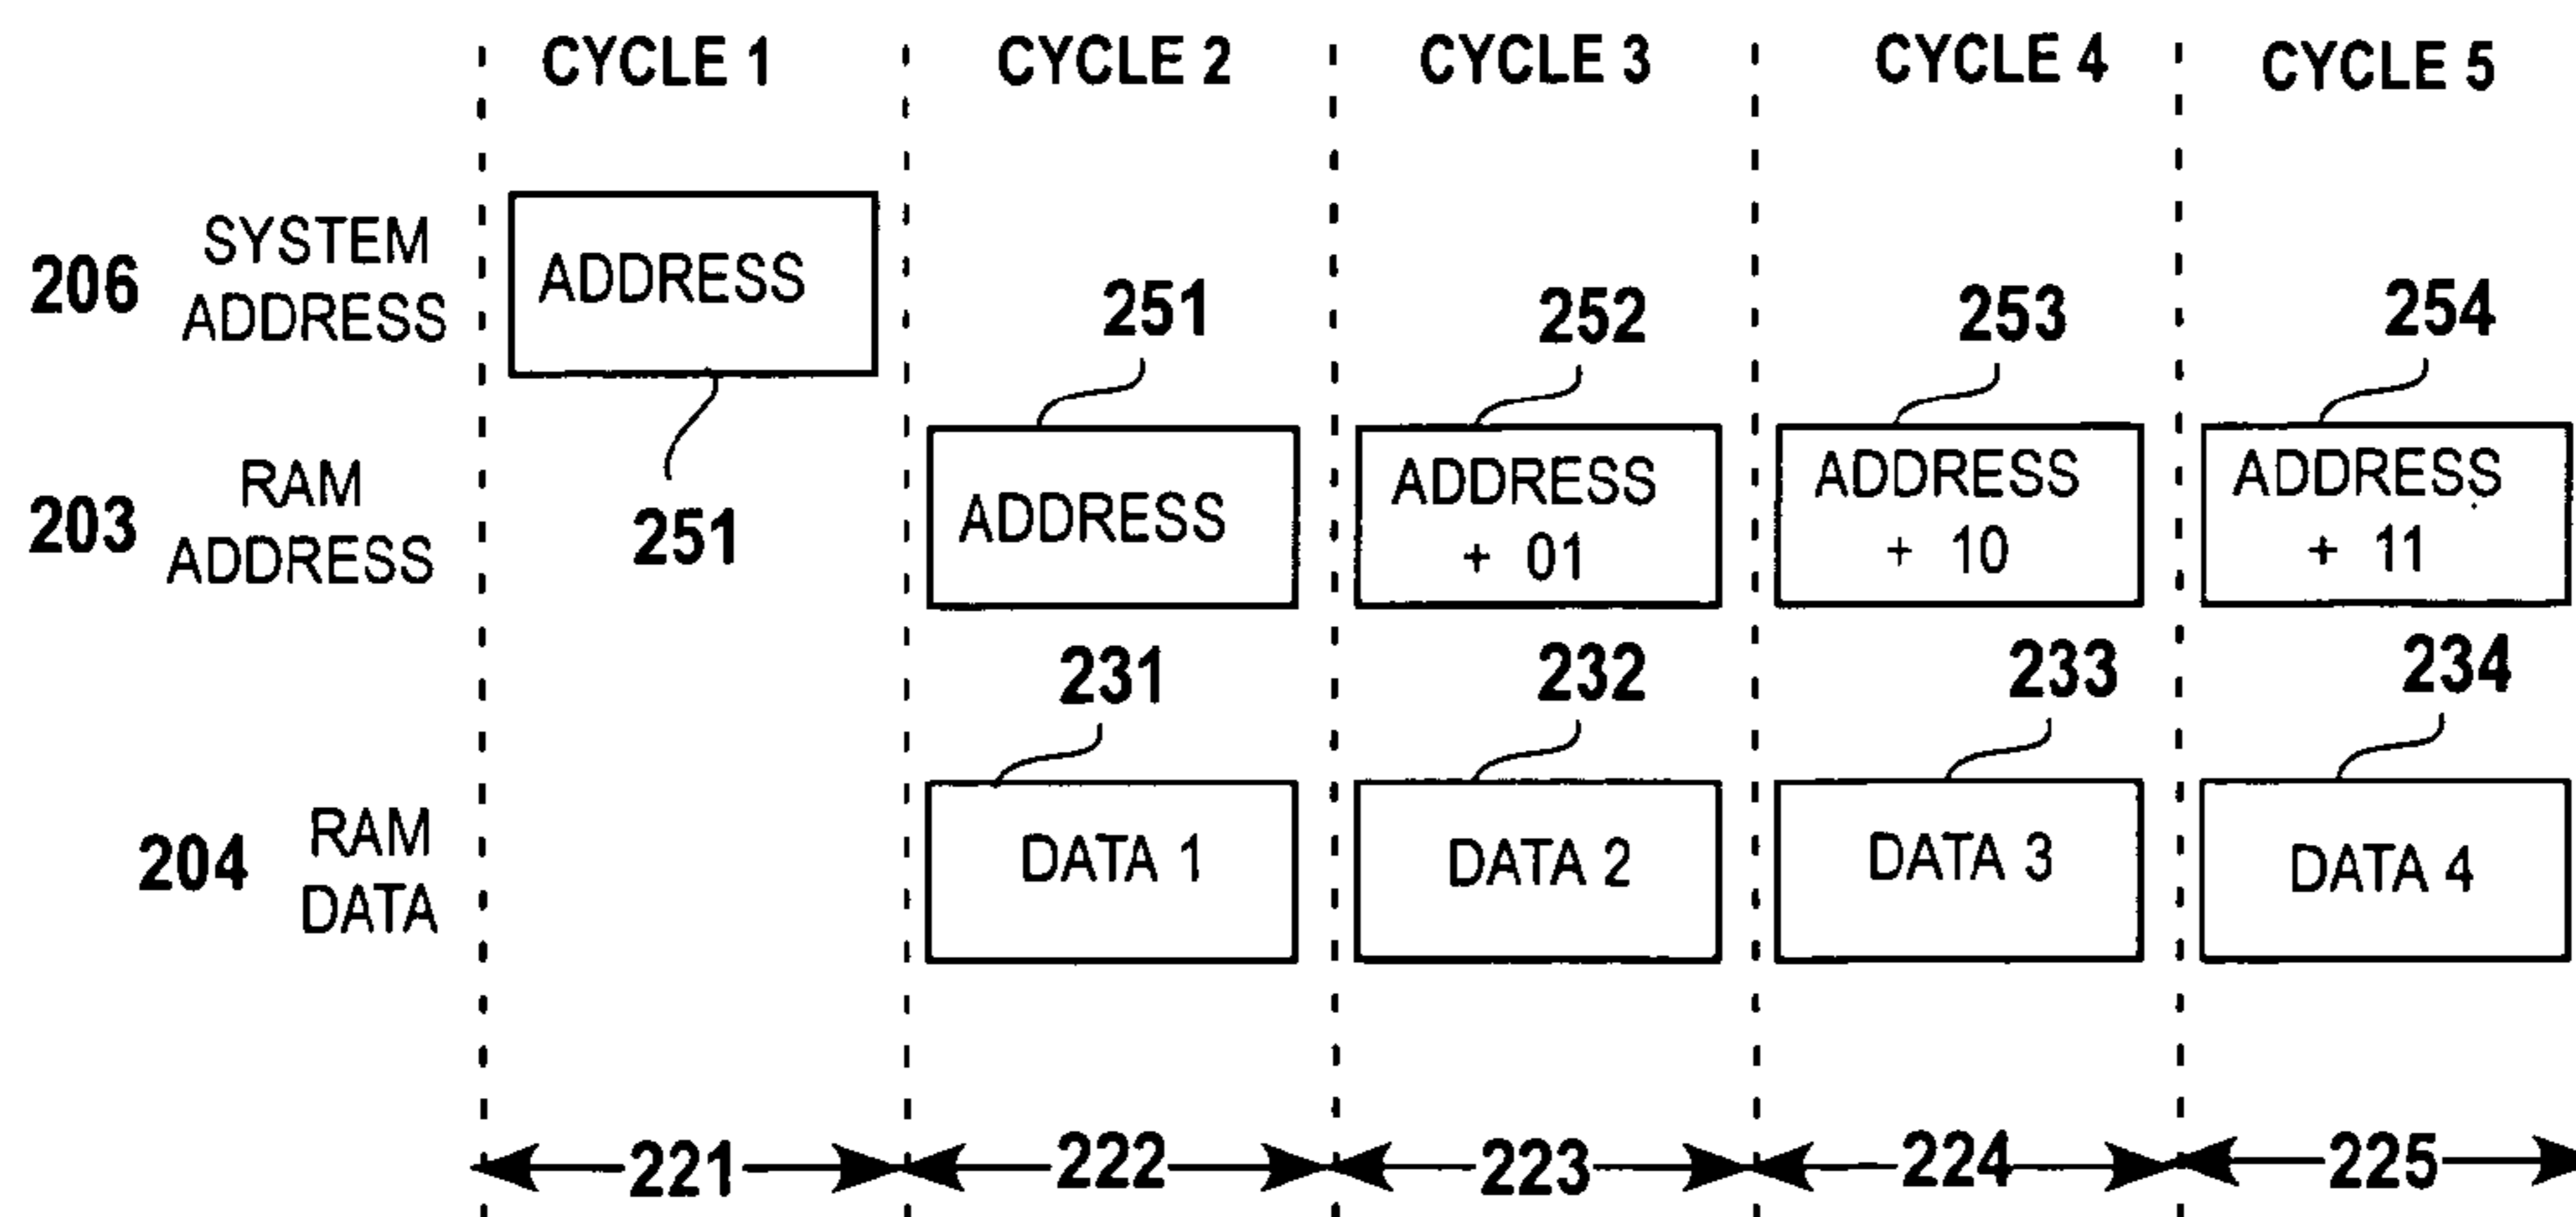 CYCLE 1 CYCLE 2 CYCLE 3 CYCLE 4 CYCLE 5
206 SYSTEM ADDRESS
ADDRESS
251
251 252 253 254
203 RAM ADDRESS
ADDRESS
ADDRESS + 01
ADDRESS + 10
ADDRESS + 11
231 232 233 234
204 RAM DATA
DATA 1 DATA 2 DATA 3 DATA 4
221 222 223 224 225